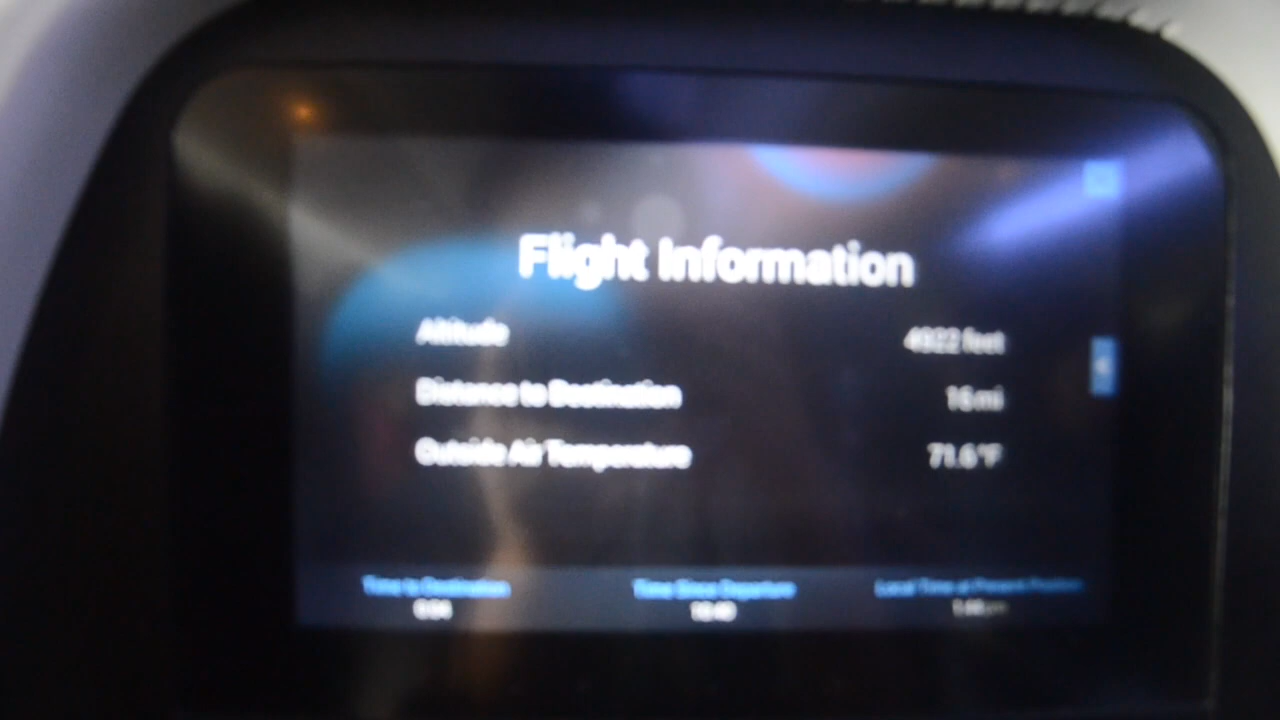 Flight Information
Altitude 4922 feet
Distance to Destination mi
Outside Air Temperature 71.6°F
Time to Destination Time Since Departure Local Time at Present Position